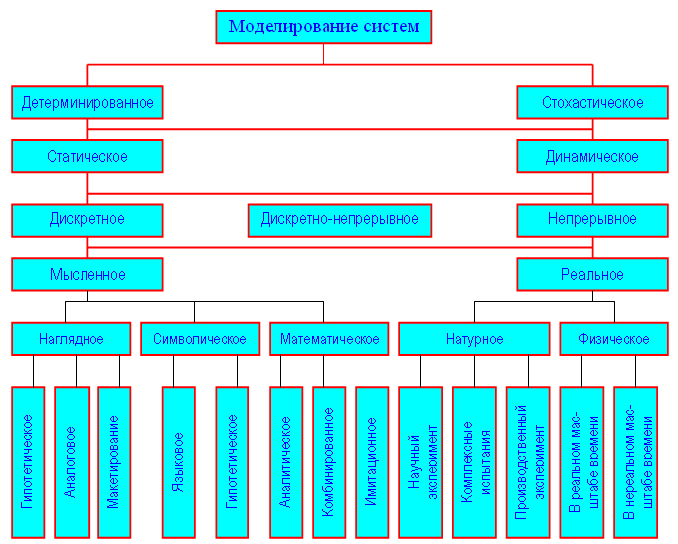 Моделирование систем
Детерминированное
Стохастическое
Статическое
Динамическое
Дискретное
Дискретно-непрерывное
Непрерывное
Мысленное
Реальное
Наглядное
Символическое
Математическое
Натурное
Физическое
Гипотетическое
Аналоговое
Макетирование
Языковое
Гипотетическое
Аналитическое
Комбинированное
Имитационное
Научный
эксперимент
Комплексные
испытания
Производственный
эксперимент
В реальном мас-
штабе времени
В нереальном мас-
штабе времени